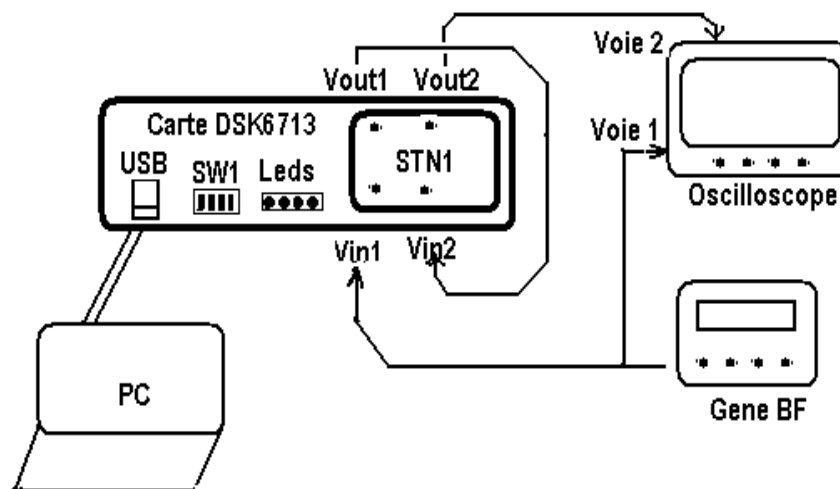 Voie 2
Vout1 Vout2
Carte DSK6713
Voie 1
USB
SW1 Leds
STN1
Oscilloscope
Vin1 Vin2
PC
Gene BF